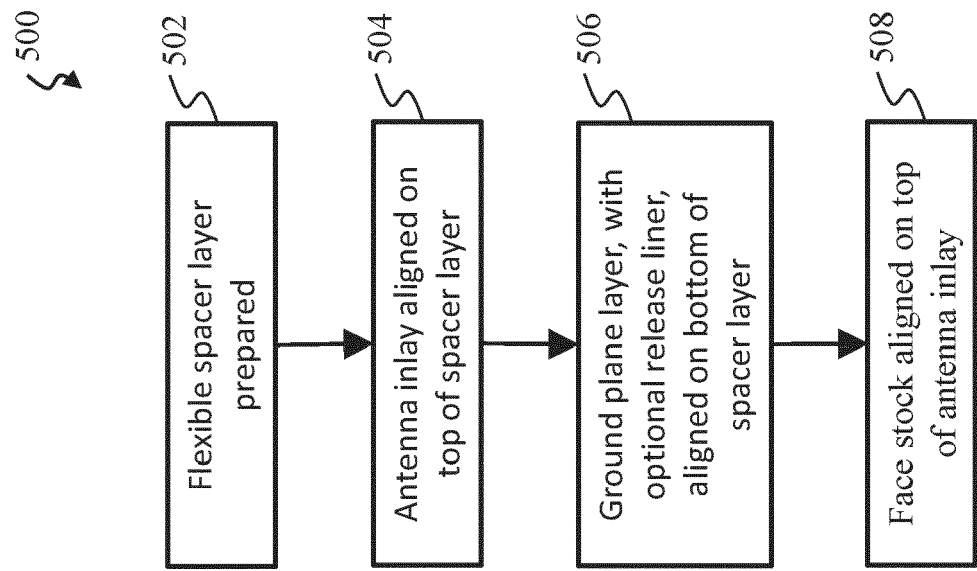 500
502
Flexible spacer layer
prepared
504
Antenna inlay aligned on
top of spacer layer
506
Ground plane layer, with
optional release liner,
aligned on bottom of
spacer layer
508
Face stock aligned on top
of antenna inlay